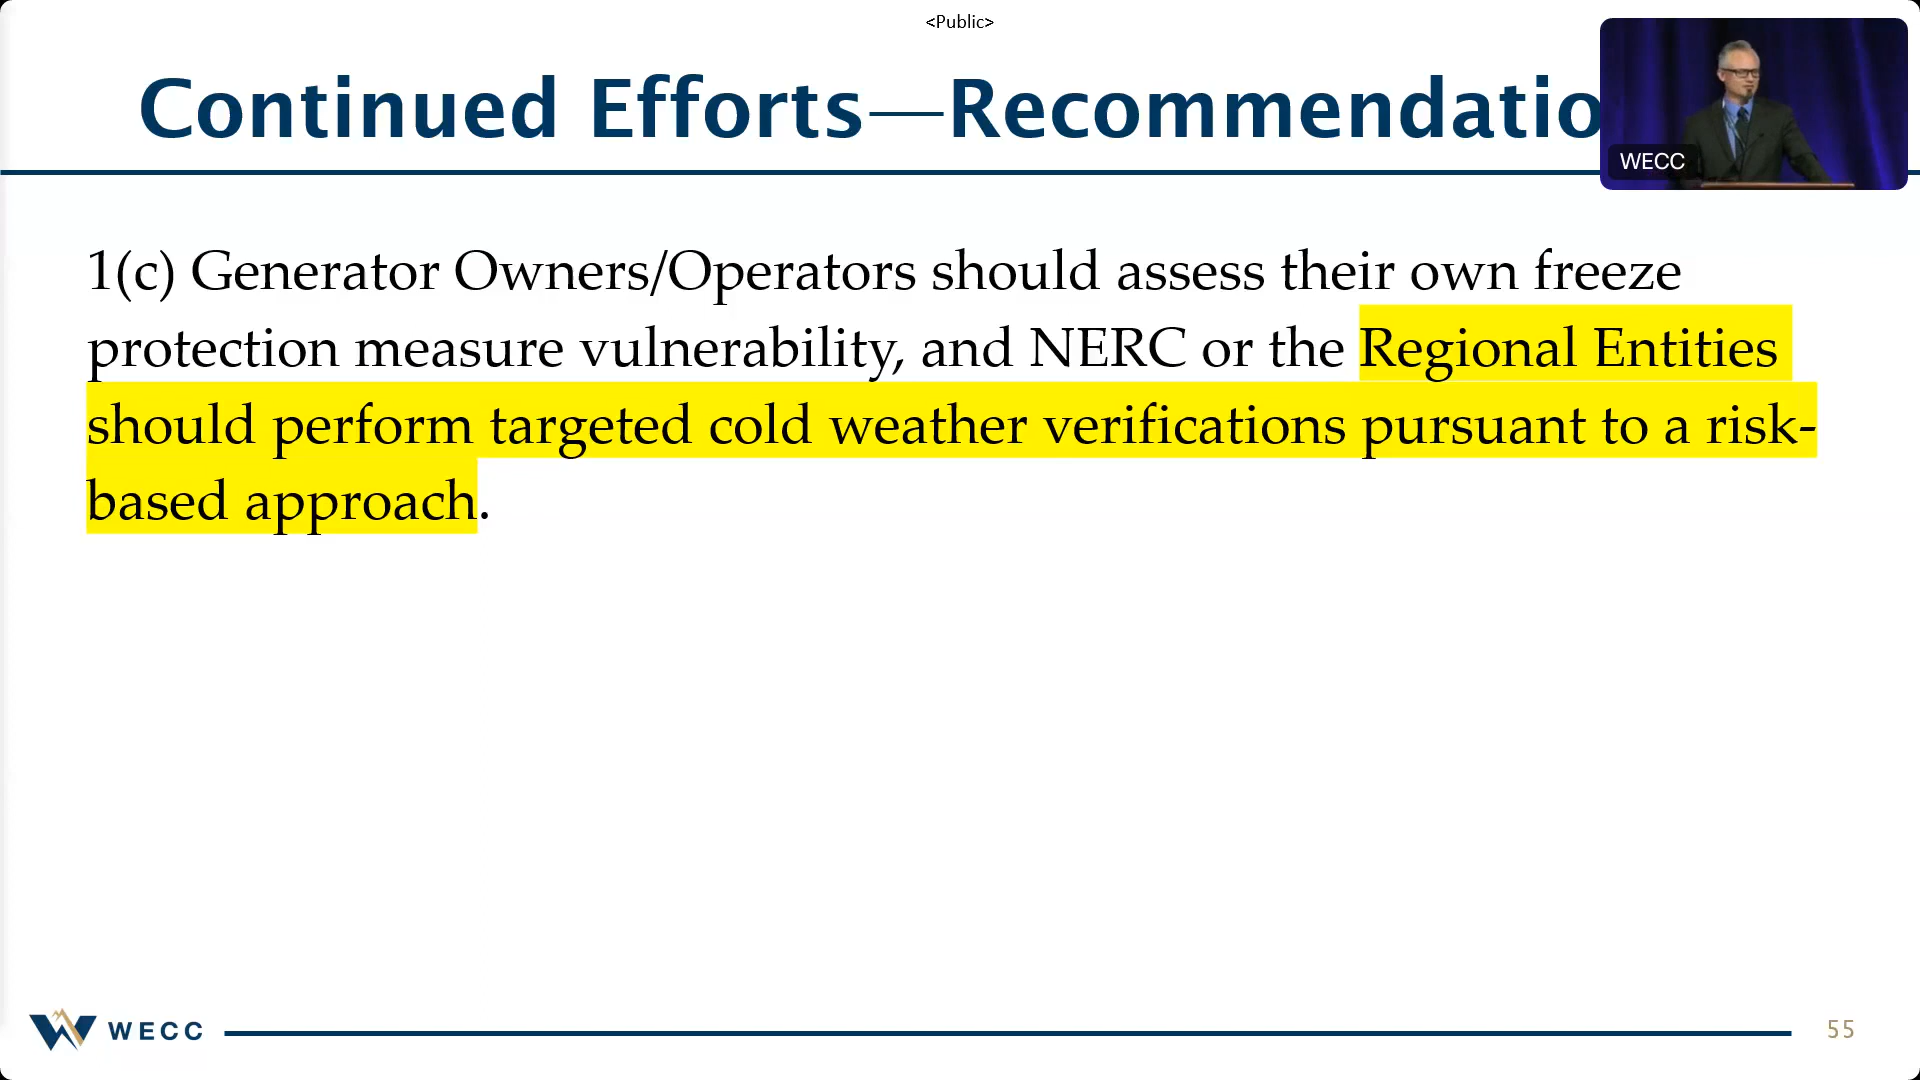 <Public>
Continued Efforts—Recommendatio
WECC
1(c) Generator Owners/Operators should assess their own freeze
protection measure vulnerability, and NERC or the Regional Entities
should perform targeted cold weather verifications pursuant to a risk-
based approach.
WECC
55